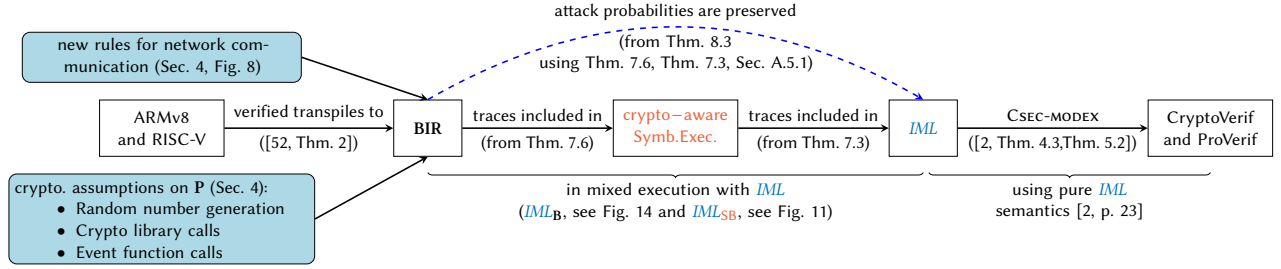 attack probabilities are preserved
(from Thm. 8.3
using Thm. 7.6, Thm. 7.3, Sec. A.5.1)
new rules for network com-
munication (Sec. 4, Fig. 8)
ARMv8
and RISC-V
verified transpiles to
([52, Thm. 2])
BIR
traces included in
(from Thm. 7.6)
crypto−aware
Symb.Exec.
traces included in
(from Thm. 7.3)
IML
Csec-modex
([2, Thm. 4.3,Thm. 5.2])
CryptoVerif
and ProVerif
crypto. assumptions on P (Sec. 4):
• Random number generation
• Crypto library calls
• Event function calls
in mixed execution with IML
(IML_B, see Fig. 14 and IML_SB, see Fig. 11)
using pure IML
semantics [2, p. 23]